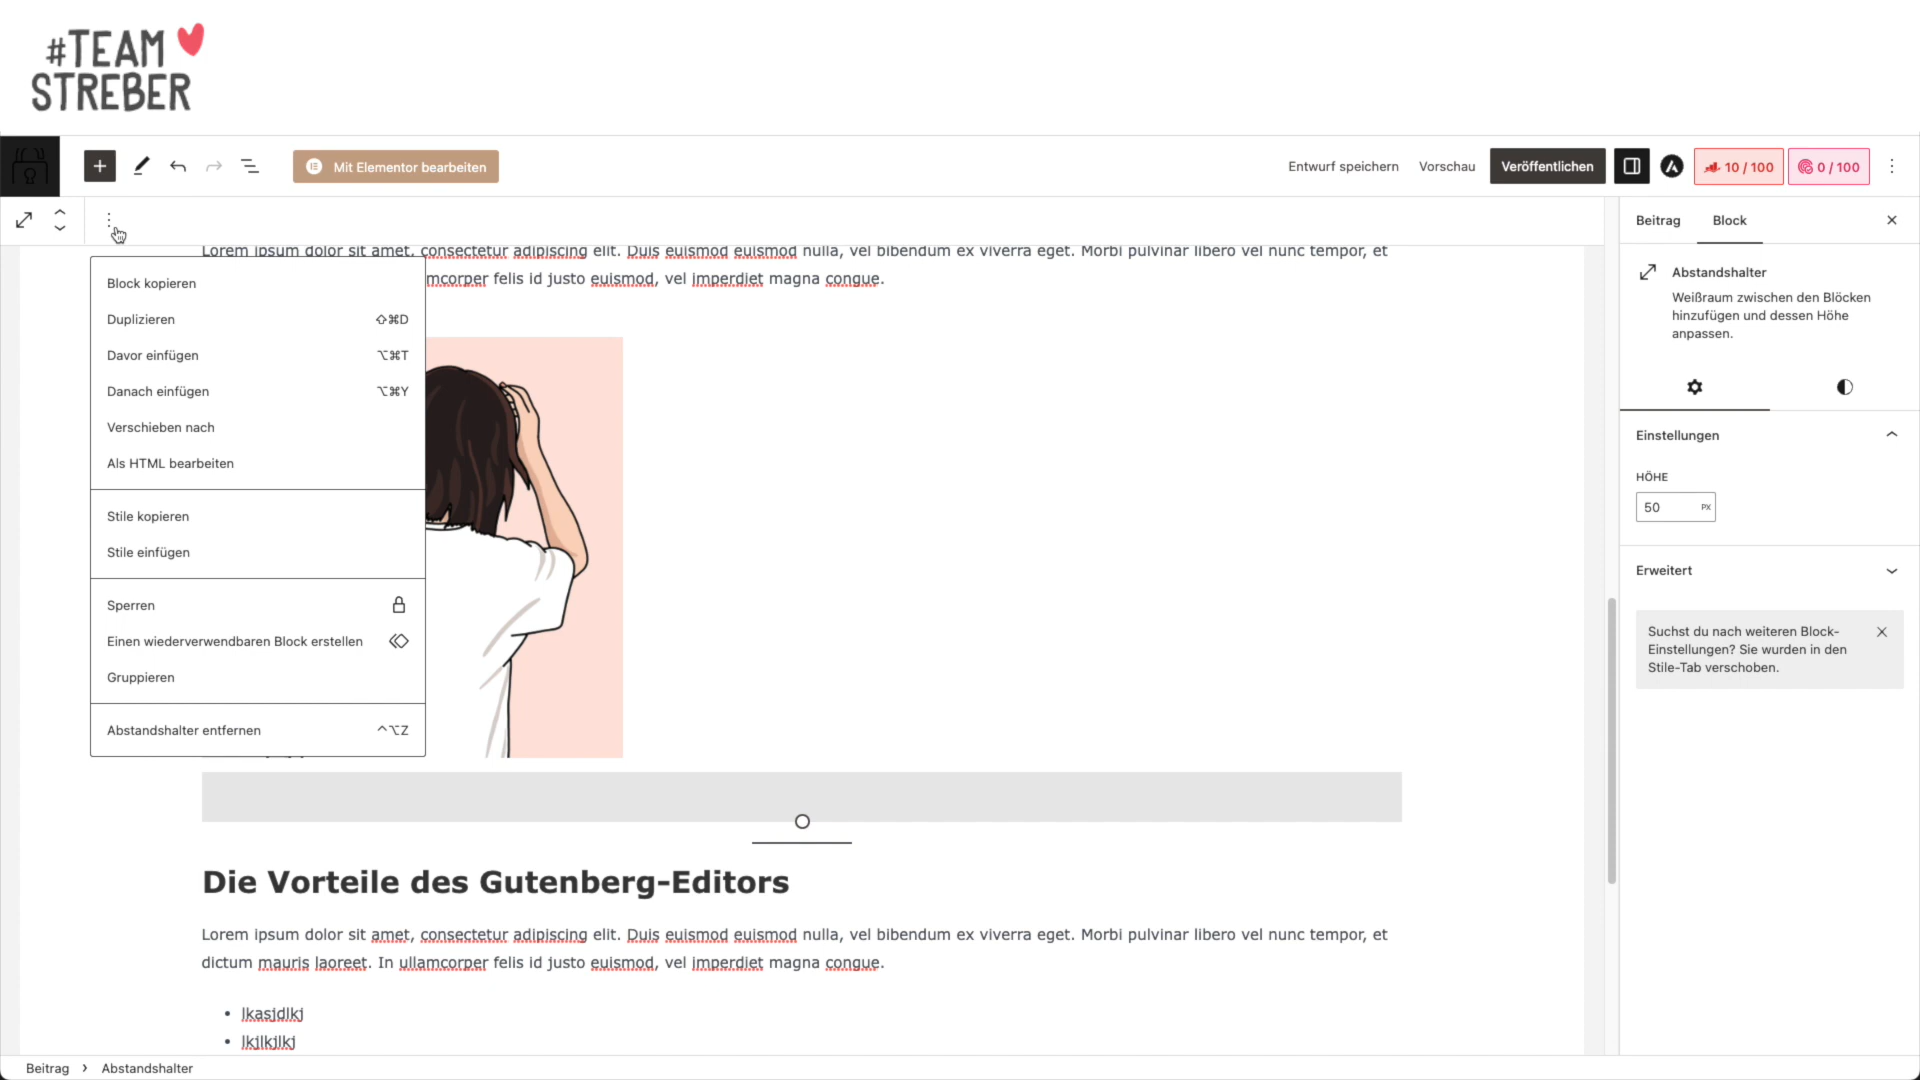 #TEAM
STREBER
Mit Elementor bearbeiten
Entwurf speichern
Vorschau
Veröffentlichen
10 / 100
0 / 100
Beitrag
Block
Lorem ipsum dolor sit amet, consectetur adipiscing elit. Duis euismod euismod nulla, vel bibendum ex viverra eget. Morbi pulvinar libero vel nunc tempor, et
mcorper felis id justo euismod, vel imperdiet magna congue.
Block kopieren
Duplizieren ⇧⌘D
Davor einfügen ⌥⌘T
Danach einfügen ⌥⌘Y
Verschieben nach
Als HTML bearbeiten
Stile kopieren
Stile einfügen
Sperren
Einen wiederverwendbaren Block erstellen
Gruppieren
Abstandshalter entfernen ^⌥Z
Abstandshalter
Weißraum zwischen den Blöcken
hinzufügen und dessen Höhe
anpassen.
Einstellungen
HÖHE
50 PX
Erweitert
Suchst du nach weiteren Block-
Einstellungen? Sie wurden in den
Stile-Tab verschoben.
Die Vorteile des Gutenberg-Editors
Lorem ipsum dolor sit amet, consectetur adipiscing elit. Duis euismod euismod nulla, vel bibendum ex viverra eget. Morbi pulvinar libero vel nunc tempor, et
dictum mauris laoreet. In ullamcorper felis id justo euismod, vel imperdiet magna congue.
• lkasjdlkj
• lkjlkjlkj
Beitrag › Abstandshalter